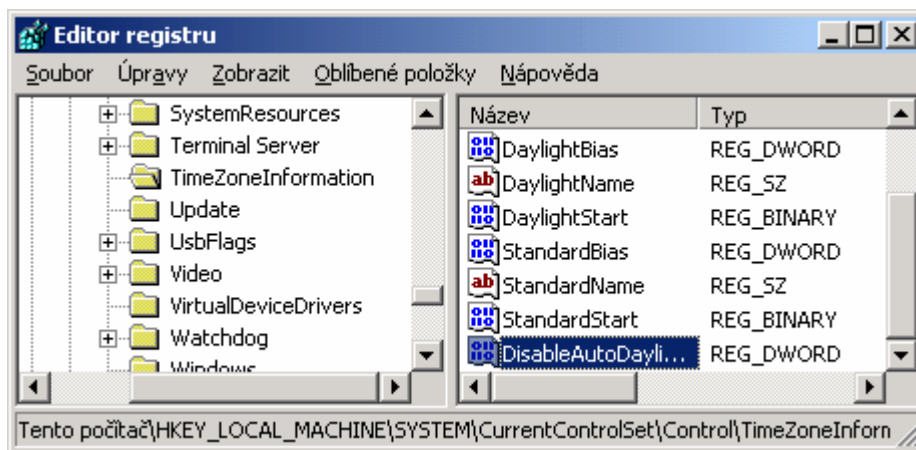 Editor registru
Soubor Úpravy Zobrazit Oblíbené položky Nápověda
SystemResources
Terminal Server
TimeZoneInformation
Update
UsbFlags
Video
VirtualDeviceDrivers
Watchdog
Windows
Název Typ
DaylightBias REG_DWORD
DaylightName REG_SZ
DaylightStart REG_BINARY
StandardBias REG_DWORD
StandardName REG_SZ
StandardStart REG_BINARY
DisableAutoDayli... REG_DWORD
Tento počítač\HKEY_LOCAL_MACHINE\SYSTEM\CurrentControlSet\Control\TimeZoneInforn